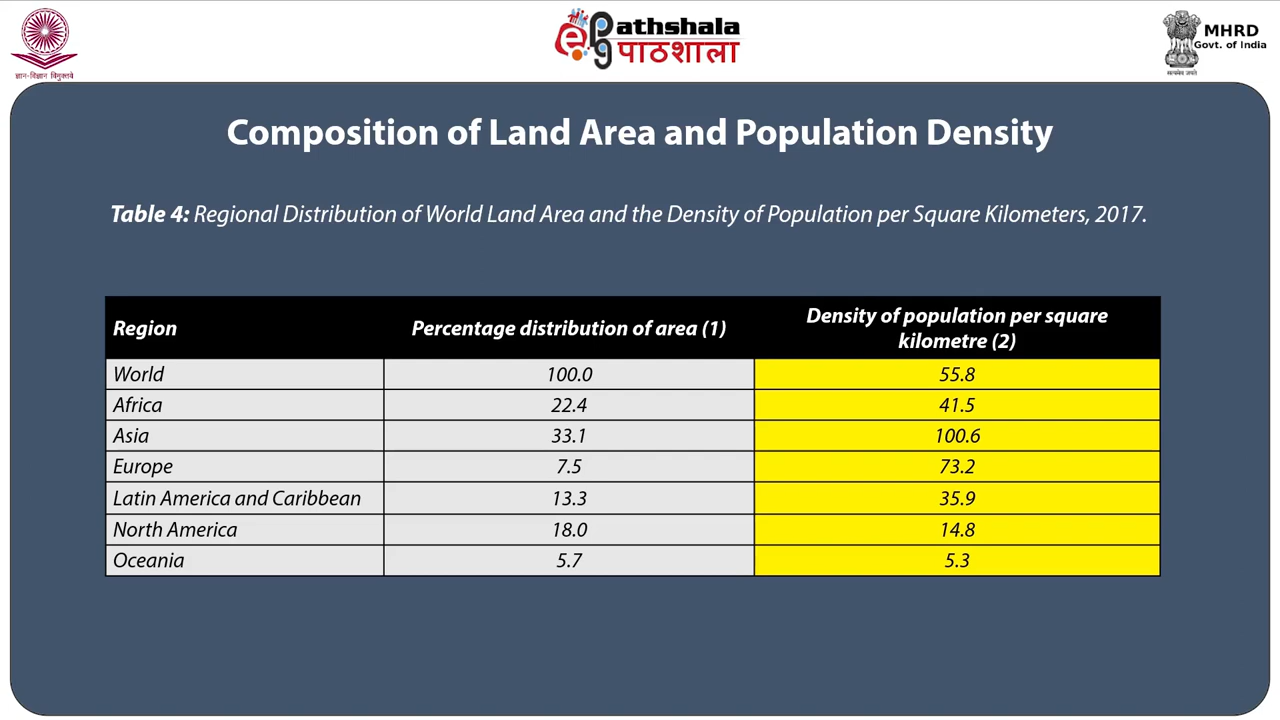 ज्ञान-विज्ञान विमुक्तये
ePathshala
पाठशाला
MHRD
Govt. of India
सत्यमेव जयते
Composition of Land Area and Population Density
Table 4: Regional Distribution of World Land Area and the Density of Population per Square Kilometers, 2017.
Region Percentage distribution of area (1) Density of population per square
kilometre (2)
World 100.0 55.8
Africa 22.4 41.5
Asia 33.1 100.6
Europe 7.5 73.2
Latin America and Caribbean 13.3 35.9
North America 18.0 14.8
Oceania 5.7 5.3